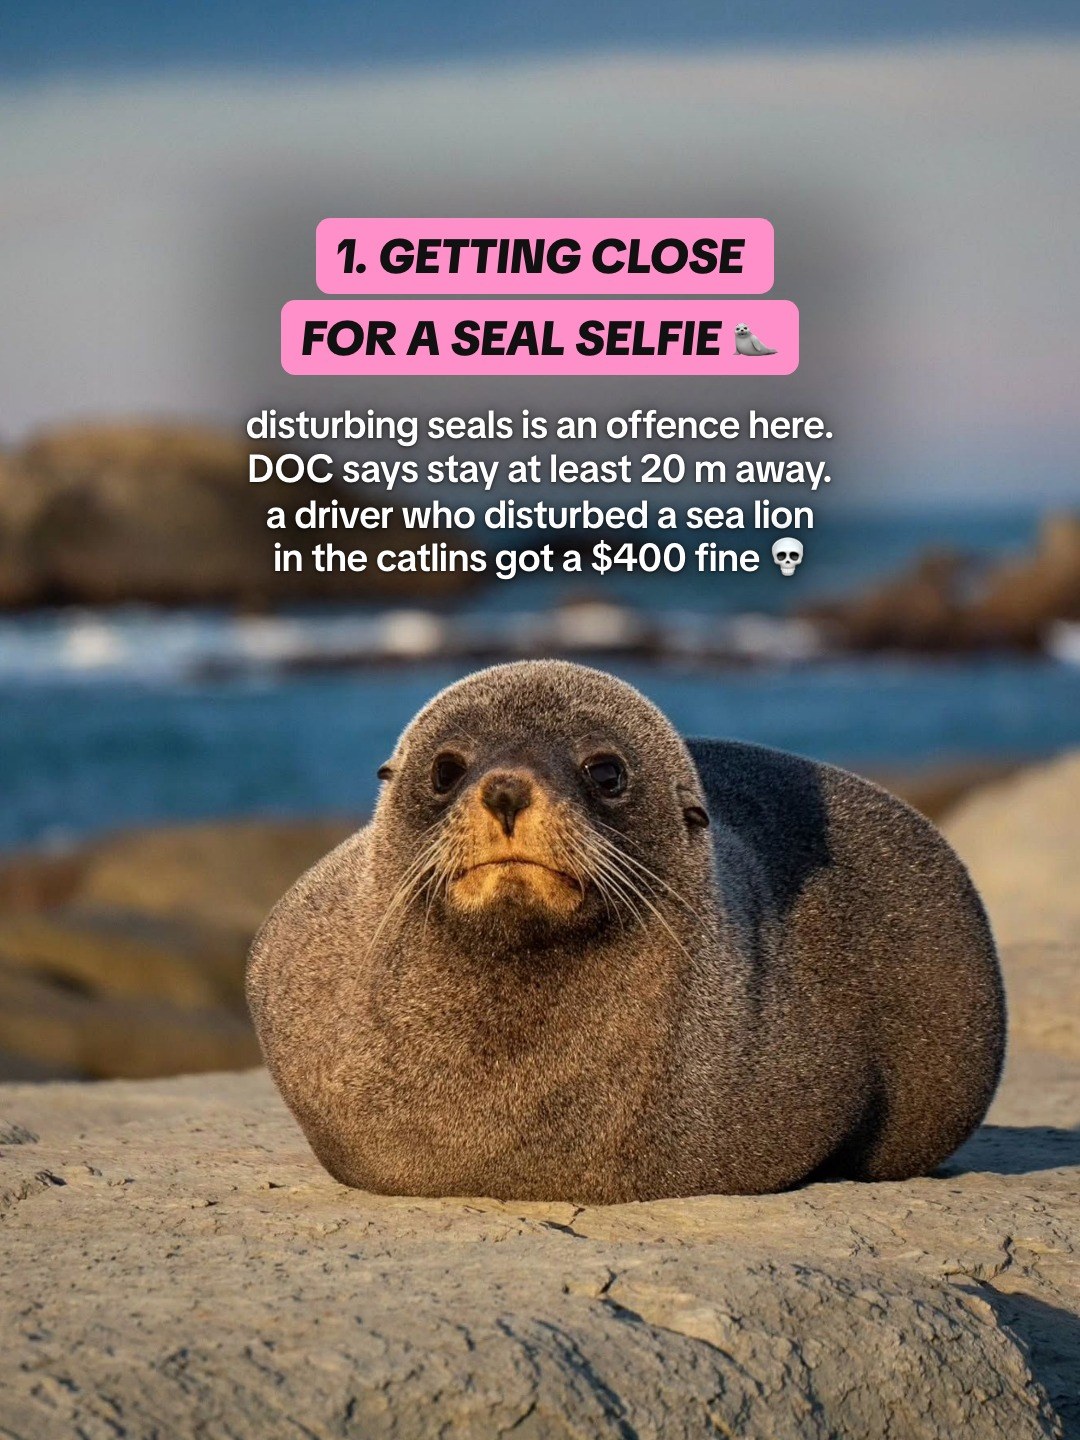 1. GETTING CLOSE
FOR A SEAL SELFIE 🦭
disturbing seals is an offence here.
DOC says stay at least 20 m away.
a driver who disturbed a sea lion
in the catlins got a $400 fine 💀